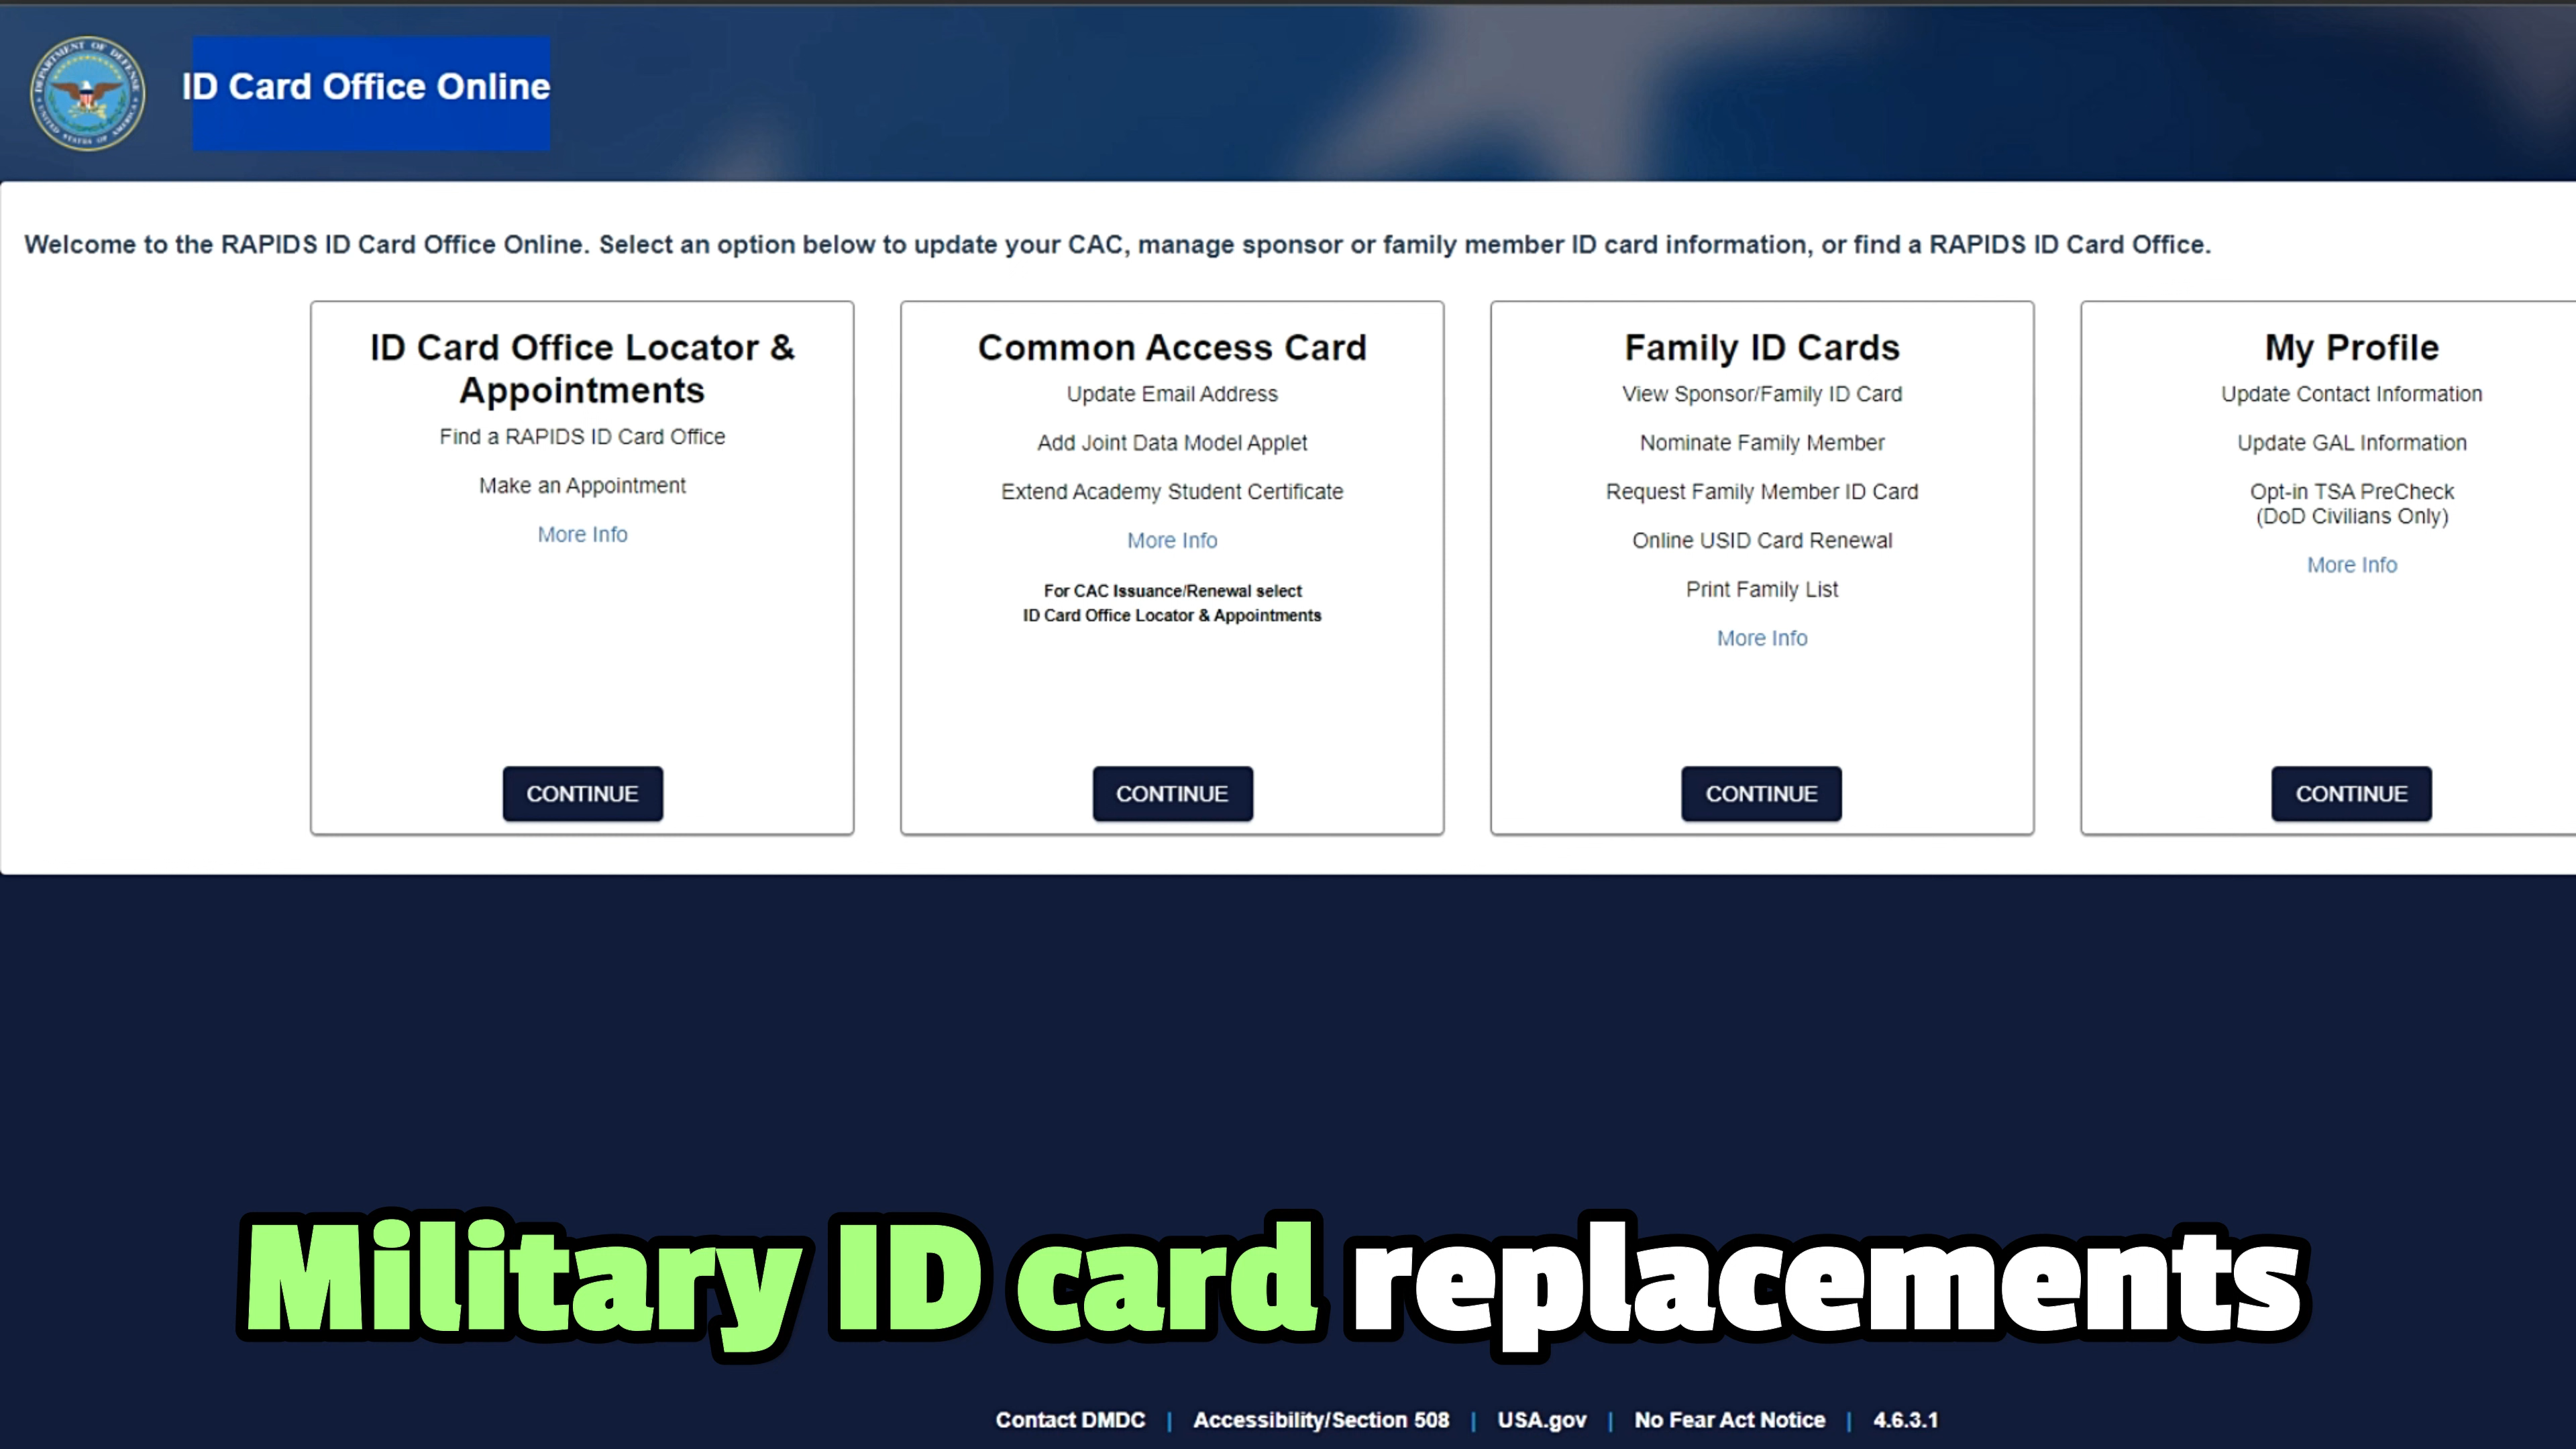 DEPARTMENT OF DEFENSE
UNITED STATES OF AMERICA
ID Card Office Online
Welcome to the RAPIDS ID Card Office Online. Select an option below to update your CAC, manage sponsor or family member ID card information, or find a RAPIDS ID Card Office.
ID Card Office Locator &
Appointments
Find a RAPIDS ID Card Office
Make an Appointment
More Info
CONTINUE
Common Access Card
Update Email Address
Add Joint Data Model Applet
Extend Academy Student Certificate
More Info
For CAC Issuance/Renewal select
ID Card Office Locator & Appointments
CONTINUE
Family ID Cards
View Sponsor/Family ID Card
Nominate Family Member
Request Family Member ID Card
Online USID Card Renewal
Print Family List
More Info
CONTINUE
My Profile
Update Contact Information
Update GAL Information
Opt-in TSA PreCheck
(DoD Civilians Only)
More Info
CONTINUE
Military ID card replacements
Contact DMDC | Accessibility/Section 508 | USA.gov | No Fear Act Notice | 4.6.3.1